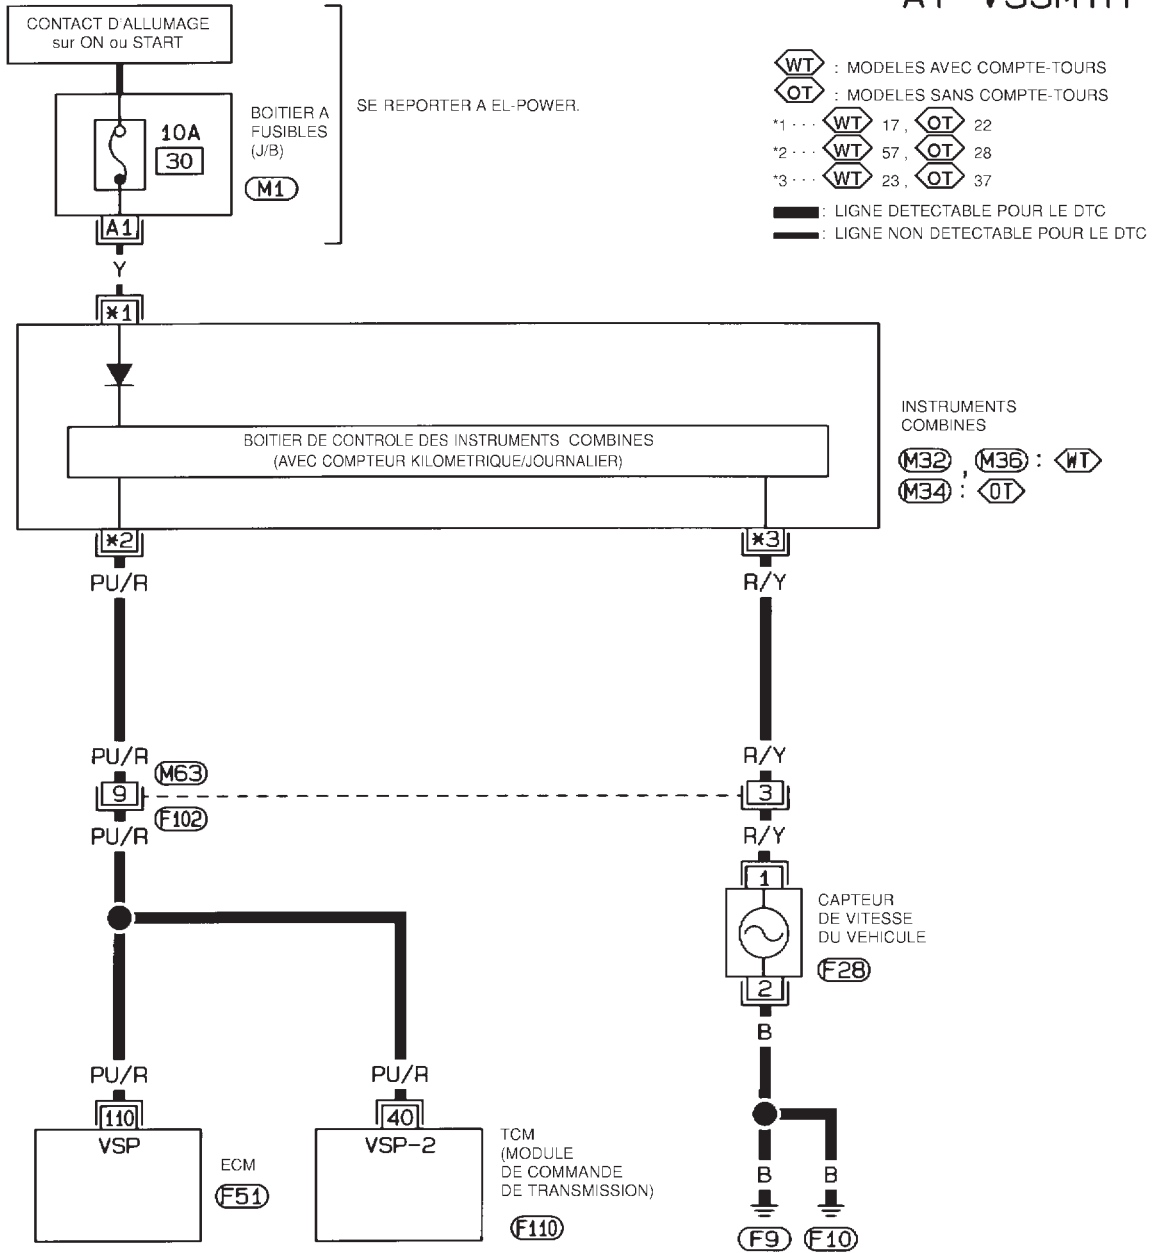 CONTACT D'ALLUMAGE
sur ON ou START
10A
30
BOITIER A
FUSIBLES
(J/B)
M1
SE REPORTER A EL-POWER.
WT : MODELES AVEC COMPTE-TOURS
OT : MODELES SANS COMPTE-TOURS
*1 ··· WT 17 , OT 22
*2 ··· WT 57 , OT 28
*3 ··· WT 23 , OT 37
: LIGNE DETECTABLE POUR LE DTC
: LIGNE NON DETECTABLE POUR LE DTC
A1
Y
*1
BOITIER DE CONTROLE DES INSTRUMENTS COMBINES
(AVEC COMPTEUR KILOMETRIQUE/JOURNALIER)
INSTRUMENTS
COMBINES
M32 , M36 : WT
M34 : OT
*2
*3
PU/R
R/Y
PU/R
R/Y
M63
9
3
F102
PU/R
R/Y
1
CAPTEUR
DE VITESSE
DU VEHICULE
F28
2
B
PU/R
PU/R
110
40
VSP
VSP-2
ECM
F51
TCM
(MODULE
DE COMMANDE
DE TRANSMISSION)
F110
B
B
F9
F10